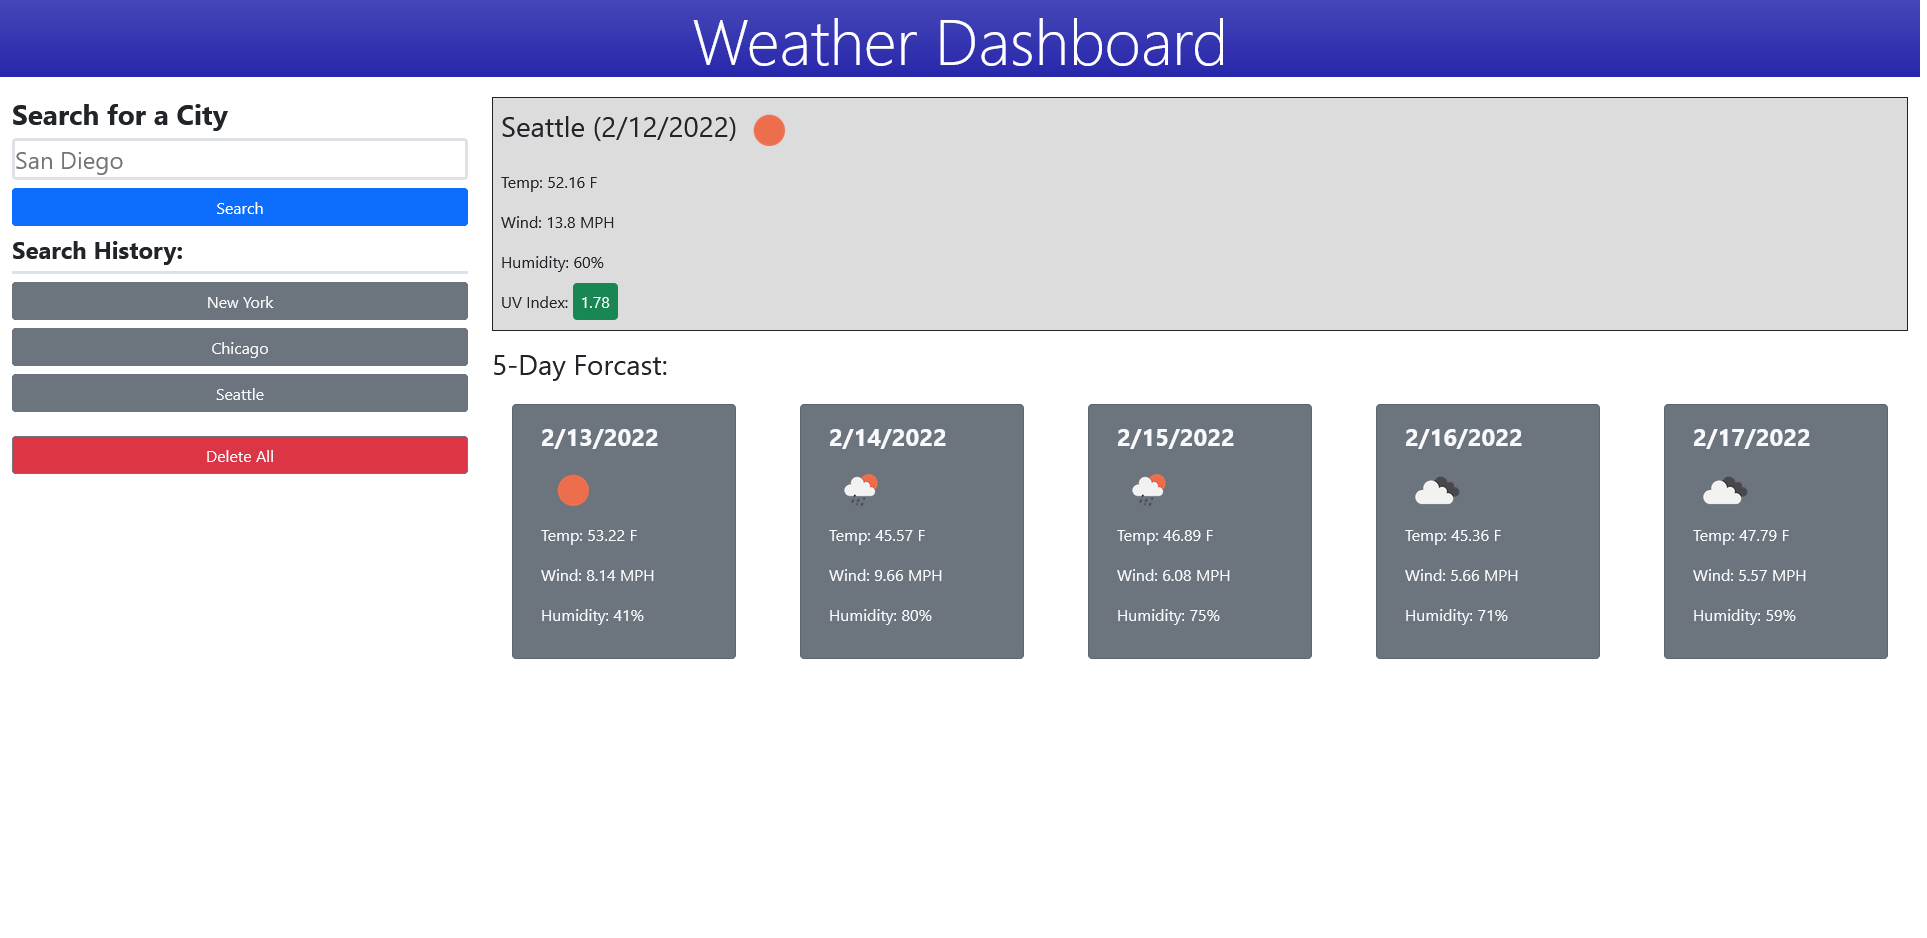 Weather Dashboard
Search for a City
San Diego
Search
Search History:
New York
Chicago
Seattle
Delete All
Seattle (2/12/2022)
Temp: 52.16 F
Wind: 13.8 MPH
Humidity: 60%
UV Index: 1.78
5-Day Forcast:
2/13/2022
Temp: 53.22 F
Wind: 8.14 MPH
Humidity: 41%
2/14/2022
Temp: 45.57 F
Wind: 9.66 MPH
Humidity: 80%
2/15/2022
Temp: 46.89 F
Wind: 6.08 MPH
Humidity: 75%
2/16/2022
Temp: 45.36 F
Wind: 5.66 MPH
Humidity: 71%
2/17/2022
Temp: 47.79 F
Wind: 5.57 MPH
Humidity: 59%